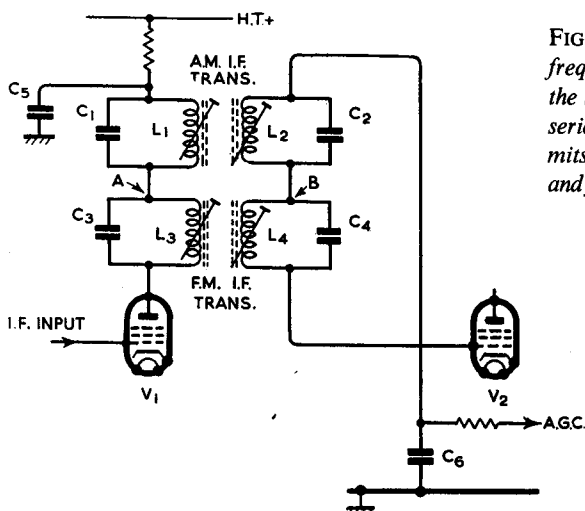 H.T.+
A.M. I.F.
TRANS.
C5
C1
L1
L2
C2
A
B
C3
L3
L4
C4
F.M. I.F.
TRANS.
I.F. INPUT
V1
V2
A.G.C.
C6
FIG
freq
the
serie
mits
and